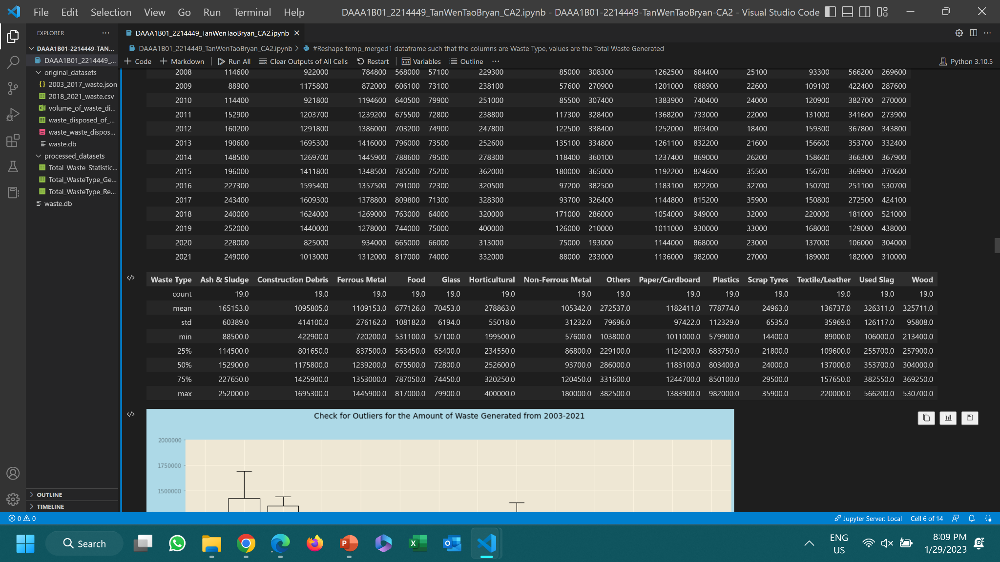 File Edit Selection View Go Run Terminal Help DAAA1B01_2214449_TanWenTaoBryan_CA2.ipynb - DAAA1B01-2214449-TanWenTaoBryan-CA2 - Visual Studio Code
EXPLORER
DAAA1B01-2214449-TAN...
DAAA1B01_2214449_...
original_datasets
2003_2017_waste.json
2018_2021_waste.csv
volume_of_waste_di...
waste_disposed_of_...
waste_waste_dispos...
waste.db
processed_datasets
Total_Waste_Statistic...
Total_WasteType_Ge...
Total_WasteType_Re...
waste.db
OUTLINE
TIMELINE
DAAA1B01_2214449_TanWenTaoBryan_CA2.ipynb
DAAA1B01_2214449_TanWenTaoBryan_CA2.ipynb > #Reshape temp_merged1 dataframe such that the columns are Waste Type, values are the Total Waste Generated
+ Code + Markdown Run All Clear Outputs of All Cells Restart Variables Outline ... Python 3.10.5
2008 114600 922000 784800 568000 57100 229300 85000 308300 1262500 684400 25100 93300 566200 269600
2009 88900 1175800 872000 606100 73100 238100 57600 270900 1201000 688900 22600 109100 422400 287600
2010 114400 921800 1194600 640500 79900 251000 85500 307400 1383900 740400 24000 120900 382700 270000
2011 152900 1203700 1239200 675500 72800 238800 117300 328400 1368200 733000 22000 131000 341600 273900
2012 160200 1291800 1386000 703200 74900 247800 122500 338400 1252000 803400 18400 159300 367800 343800
2013 190600 1695300 1416000 796000 73500 252600 135100 334800 1261100 832200 21600 156600 353700 332400
2014 148500 1269700 1445900 788600 79500 278300 118400 360100 1237400 869000 26200 158600 366300 367900
2015 196000 1411800 1348500 785500 75200 362000 180000 365000 1192200 824600 35500 156700 369900 370600
2016 227300 1595400 1357500 791000 72300 320500 97200 382500 1183100 822200 32700 150700 251100 530700
2017 243400 1609300 1378800 809800 71300 328300 93700 326400 1144800 815200 35900 150800 272500 424100
2018 240000 1624000 1269000 763000 64000 320000 171000 286000 1054000 949000 32000 220000 181000 521000
2019 252000 1440000 1278000 744000 75000 400000 126000 210000 1011000 930000 33000 168000 129000 438000
2020 228000 825000 934000 665000 66000 313000 75000 193000 1144000 868000 23000 137000 106000 304000
2021 249000 1013000 1312000 817000 74000 332000 88000 233000 1136000 982000 27000 189000 182000 310000
Waste Type Ash & Sludge Construction Debris Ferrous Metal Food Glass Horticultural Non-Ferrous Metal Others Paper/Cardboard Plastics Scrap Tyres Textile/Leather Used Slag Wood
count 19.0 19.0 19.0 19.0 19.0 19.0 19.0 19.0 19.0 19.0 19.0 19.0 19.0 19.0
mean 165153.0 1095805.0 1109153.0 677126.0 70453.0 278863.0 105342.0 272537.0 1182411.0 778774.0 24963.0 136737.0 326311.0 325711.0
std 60389.0 414100.0 276162.0 108182.0 6194.0 55018.0 31232.0 79696.0 97422.0 112329.0 6535.0 35969.0 126117.0 95808.0
min 88500.0 422900.0 720200.0 531100.0 57100.0 199500.0 57600.0 103800.0 1011000.0 579900.0 14400.0 89000.0 106000.0 213400.0
25% 114500.0 801650.0 837500.0 563450.0 65400.0 234550.0 86800.0 229100.0 1124200.0 683750.0 21800.0 109600.0 255700.0 257900.0
50% 152900.0 1175800.0 1239200.0 675500.0 72800.0 252600.0 93700.0 286000.0 1183100.0 803400.0 24000.0 137000.0 353700.0 304000.0
75% 227650.0 1425900.0 1353000.0 787050.0 74450.0 320250.0 120450.0 331600.0 1244700.0 850100.0 29500.0 157650.0 382550.0 369250.0
max 252000.0 1695300.0 1445900.0 817000.0 79900.0 400000.0 180000.0 382500.0 1383900.0 982000.0 35900.0 220000.0 566200.0 530700.0
Check for Outliers for the Amount of Waste Generated from 2003-2021
2000000
1750000
1500000
0 0 Jupyter Server: Local Cell 6 of 14
Search ENG 8:09 PM
US 1/29/2023